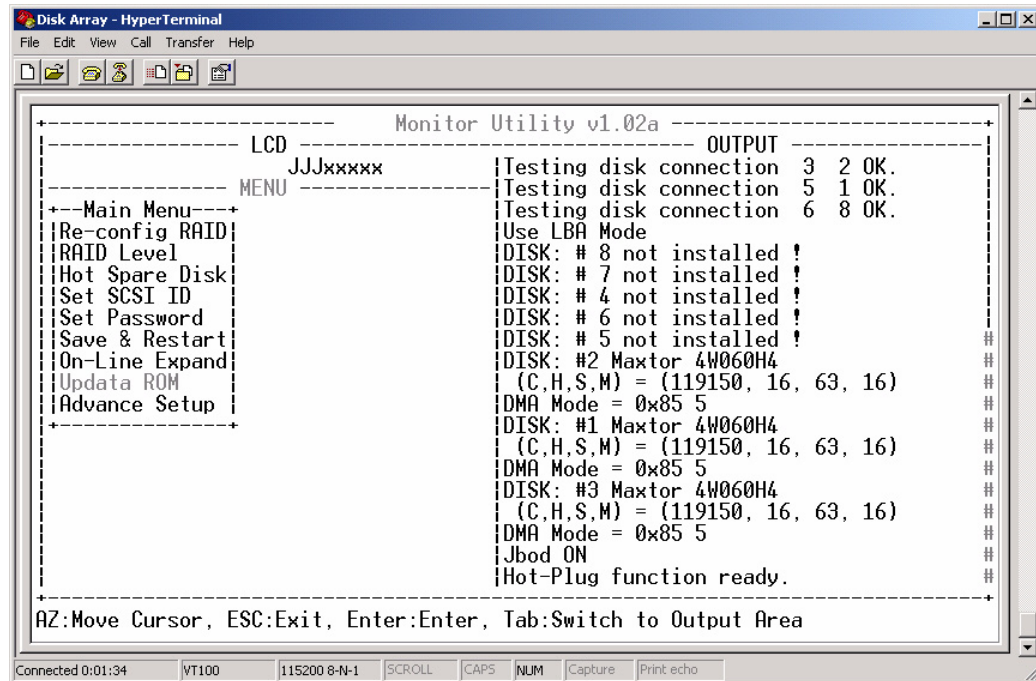 Disk Array - HyperTerminal
File Edit View Call Transfer Help
Monitor Utility v1.02a
LCD
JJJxxxxx
MENU
+--Main Menu---+
Re-config RAID
RAID Level
Hot Spare Disk
Set SCSI ID
Set Password
Save & Restart
On-Line Expand
Updata ROM
Advance Setup
OUTPUT
Testing disk connection 3 2 OK.
Testing disk connection 5 1 OK.
Testing disk connection 6 8 OK.
Use LBA Mode
DISK: # 8 not installed !
DISK: # 7 not installed !
DISK: # 4 not installed !
DISK: # 6 not installed !
DISK: # 5 not installed !
DISK: #2 Maxtor 4W060H4
(C,H,S,M) = (119150, 16, 63, 16)
DMA Mode = 0x85 5
DISK: #1 Maxtor 4W060H4
(C,H,S,M) = (119150, 16, 63, 16)
DMA Mode = 0x85 5
DISK: #3 Maxtor 4W060H4
(C,H,S,M) = (119150, 16, 63, 16)
DMA Mode = 0x85 5
Jbod ON
Hot-Plug function ready.
AZ:Move Cursor, ESC:Exit, Enter:Enter, Tab:Switch to Output Area
Connected 0:01:34 VT100 115200 8-N-1 SCROLL CAPS NUM Capture Print echo